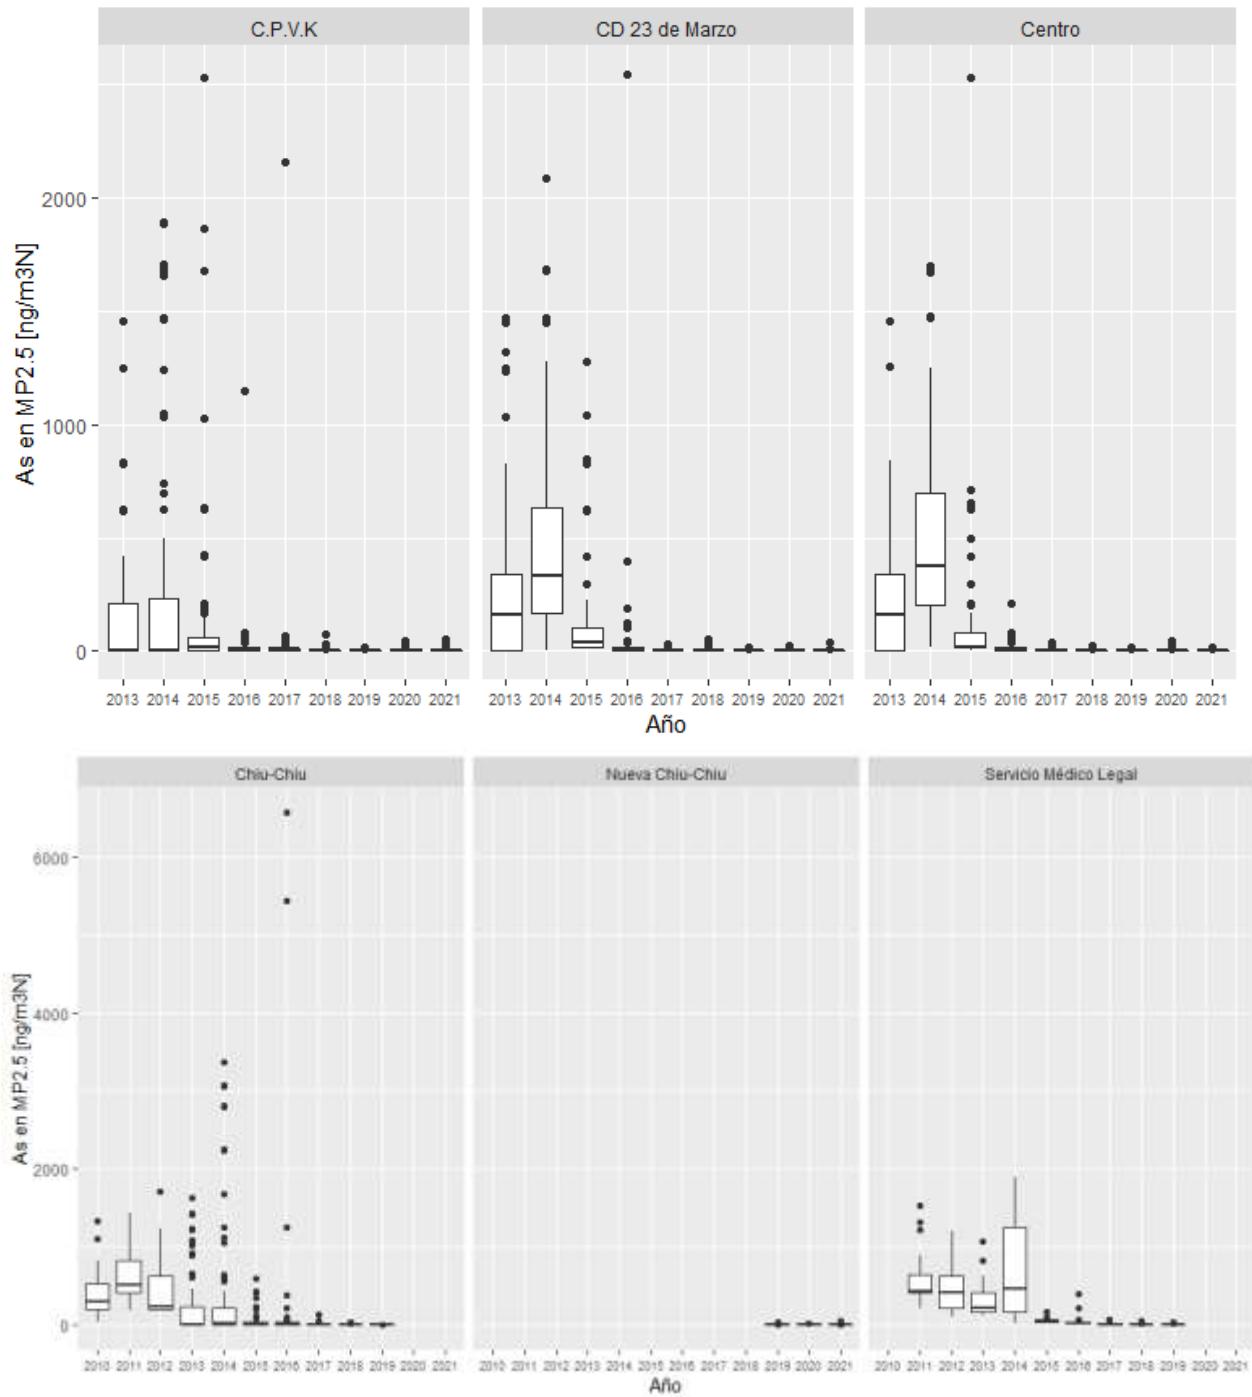 C.P.V.K CD 23 de Marzo Centro
As en MP2.5 [ng/m3N]
2000
1000
0
2013 2014 2015 2016 2017 2018 2019 2020 2021 2013 2014 2015 2016 2017 2018 2019 2020 2021 2013 2014 2015 2016 2017 2018 2019 2020 2021
Año
Chiu-Chiu Nueva Chiu-Chiu Servicio Médico Legal
As en MP2.5 [ng/m3N]
6000
4000
2000
0
2010 2011 2012 2013 2014 2015 2016 2017 2018 2019 2020 2021 2010 2011 2012 2013 2014 2015 2016 2017 2018 2019 2020 2021 2010 2011 2012 2013 2014 2015 2016 2017 2018 2019 2020 2021
Año